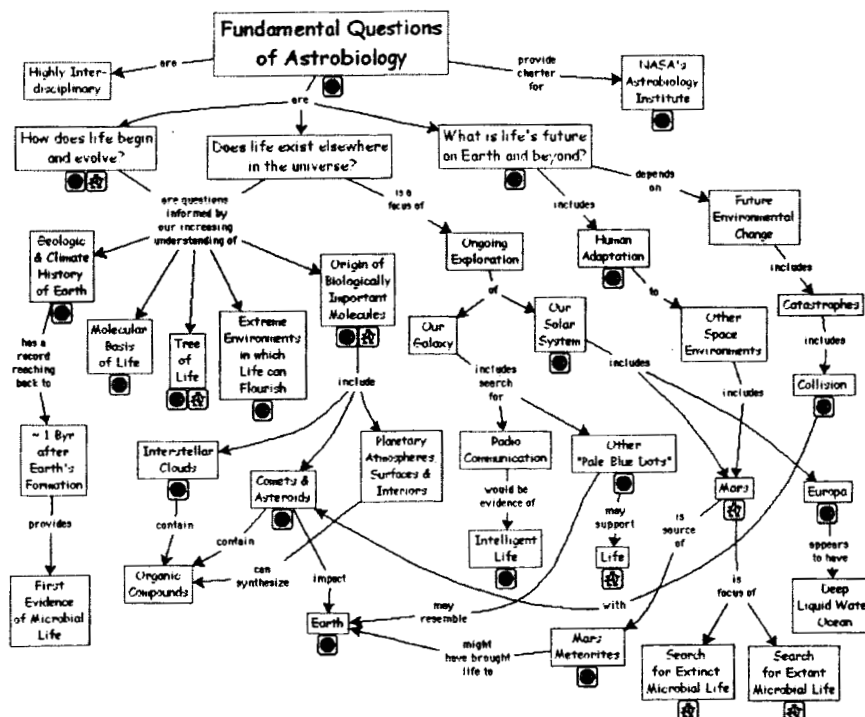 Fundamental Questions
of Astrobiology
are
Highly Inter-
disciplinary
provide
charter
for
NASA's
Astrobiology
Institute
are
How does life begin
and evolve?
Does life exist elsewhere
in the universe?
What is life's future
on Earth and beyond?
depends
on
are questions
informed by
our increasing
understanding of
is a
focus of
includes
Future
Environmental
Change
Geologic
& Climate
History
of Earth
Origin of
Biologically
Important
Molecules
Ongoing
Exploration
Human
Adaptation
includes
of
to
Catastrophes
Molecular
Basis
of Life
Tree
of
Life
Extreme
Environments
in which
Life can
Flourish
Our
Galaxy
Our
Solar
System
Other
Space
Environments
has a
record
reaching
back to
include
includes
search
for
includes
includes
includes
Collision
~ 1 Byr
after
Earth's
Formation
Interstellar
Clouds
Comets &
Asteroids
Planetary
Atmospheres
Surfaces &
Interiors
Radio
Communication
Other
"Pale Blue Dots"
Mars
Europa
provides
contain
contain
can
synthesize
would be
evidence of
may
support
is
source
of
appears
to have
First
Evidence
of Microbial
Life
Organic
Compounds
impact
Intelligent
Life
Life
is
focus of
Deep
Liquid Water
Ocean
Earth
may
resemble
with
might
have brought
life to
Mars
Meteorites
Search
for Extinct
Microbial Life
Search
for Extant
Microbial Life